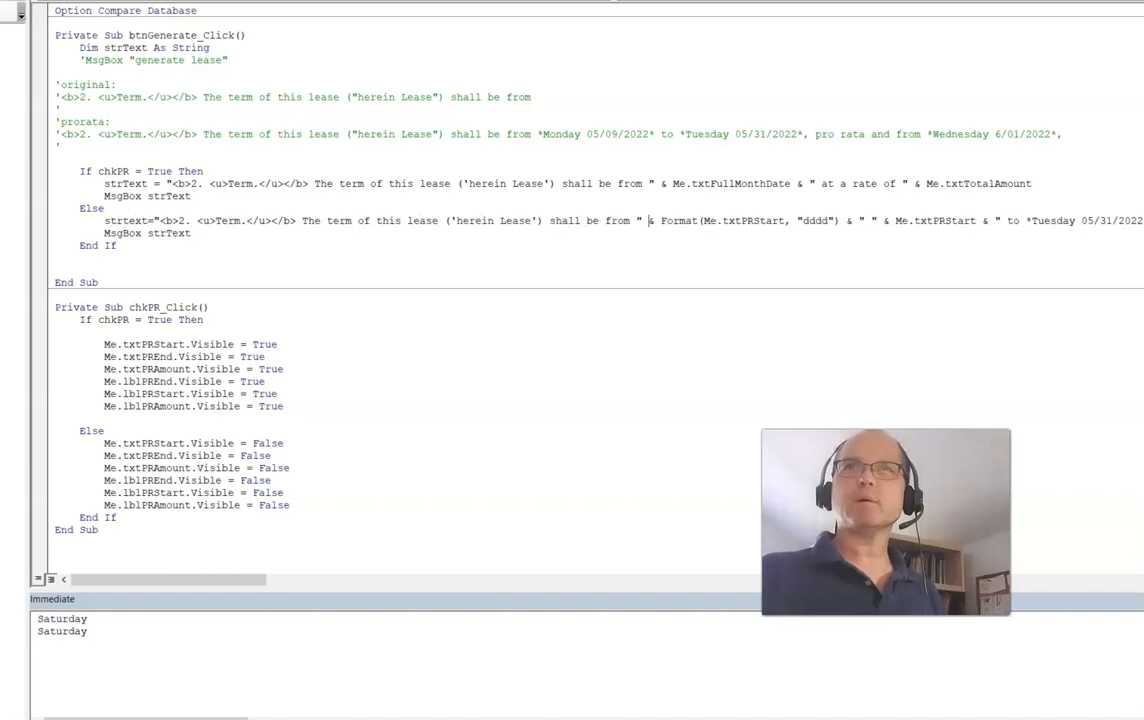 Option Compare Database
Private Sub btnGenerate_Click()
Dim strText As String
'MsgBox "generate lease"
'original:
'<b>2. <u>Term.</u></b> The term of this lease ("herein Lease") shall be from
'
'prorata:
'<b>2. <u>Term.</u></b> The term of this lease ("herein Lease") shall be from *Monday 05/09/2022* to *Tuesday 05/31/2022*, pro rata and from *Wednesday 6/01/2022*,
'
If chkPR = True Then
strText = "<b>2. <u>Term.</u></b> The term of this lease ('herein Lease') shall be from " & Me.txtFullMonthDate & " at a rate of " & Me.txtTotalAmount
MsgBox strText
Else
strtext="<b>2. <u>Term.</u></b> The term of this lease ('herein Lease') shall be from " & Format(Me.txtPRStart, "dddd") & " " & Me.txtPRStart & " to *Tuesday 05/31/2022
MsgBox strText
End If
End Sub
Private Sub chkPR_Click()
If chkPR = True Then
Me.txtPRStart.Visible = True
Me.txtPREnd.Visible = True
Me.txtPRAmount.Visible = True
Me.lblPREnd.Visible = True
Me.lblPRStart.Visible = True
Me.lblPRAmount.Visible = True
Else
Me.txtPRStart.Visible = False
Me.txtPREnd.Visible = False
Me.txtPRAmount.Visible = False
Me.lblPREnd.Visible = False
Me.lblPRStart.Visible = False
Me.lblPRAmount.Visible = False
End If
End Sub
Immediate
Saturday
Saturday